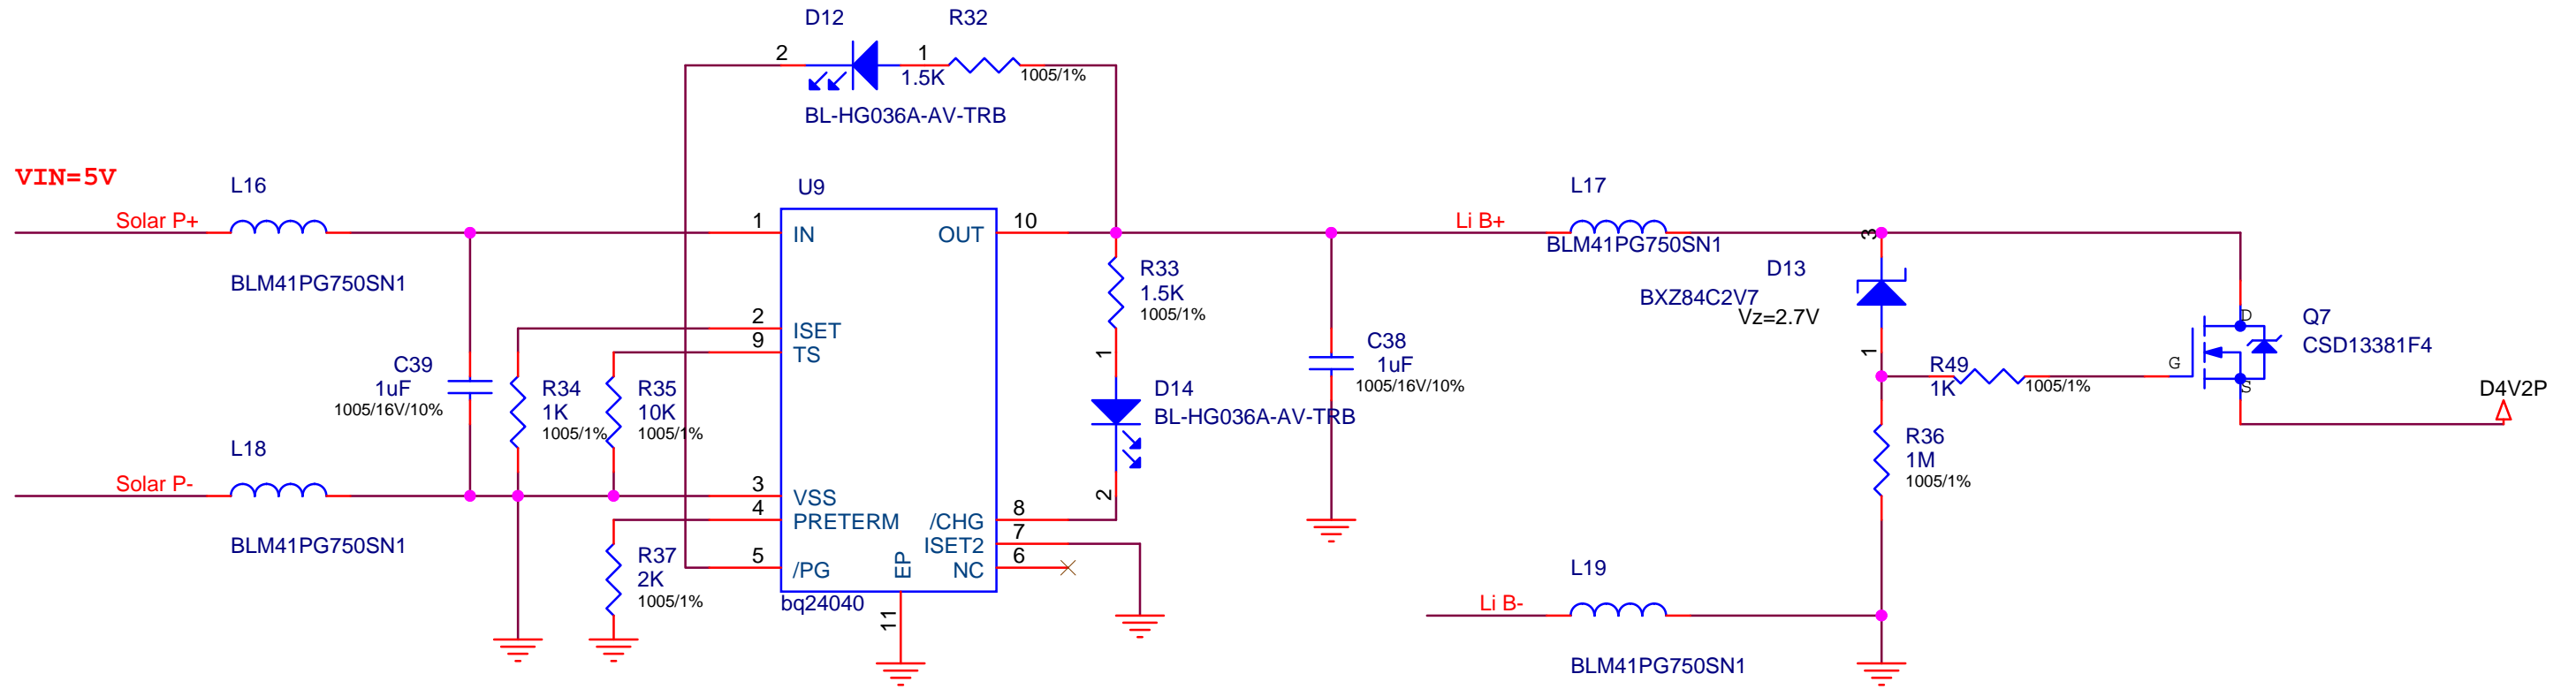 D12
R32
2
1
1.5K
1005/1%
BL-HG036A-AV-TRB
VIN=5V
L16
U9
L17
Solar P+
1
IN
OUT
10
Li B+
BLM41PG750SN1
3
BLM41PG750SN1
R33
1.5K
1005/1%
D13
BXZ84C2V7
Vz=2.7V
2
ISET
9
TS
D
Q7
CSD13381F4
C39
1uF
1005/16V/10%
R34
1K
1005/1%
R35
10K
1005/1%
1
D14
BL-HG036A-AV-TRB
C38
1uF
1005/16V/10%
1
R49
1K
1005/1%
G
S
D4V2P
R36
1M
1005/1%
L18
Solar P-
3
VSS
4
PRETERM
5
/PG
2
/CHG
8
ISET2
7
NC
6
EP
BLM41PG750SN1
R37
2K
1005/1%
bq24040
11
L19
Li B-
BLM41PG750SN1